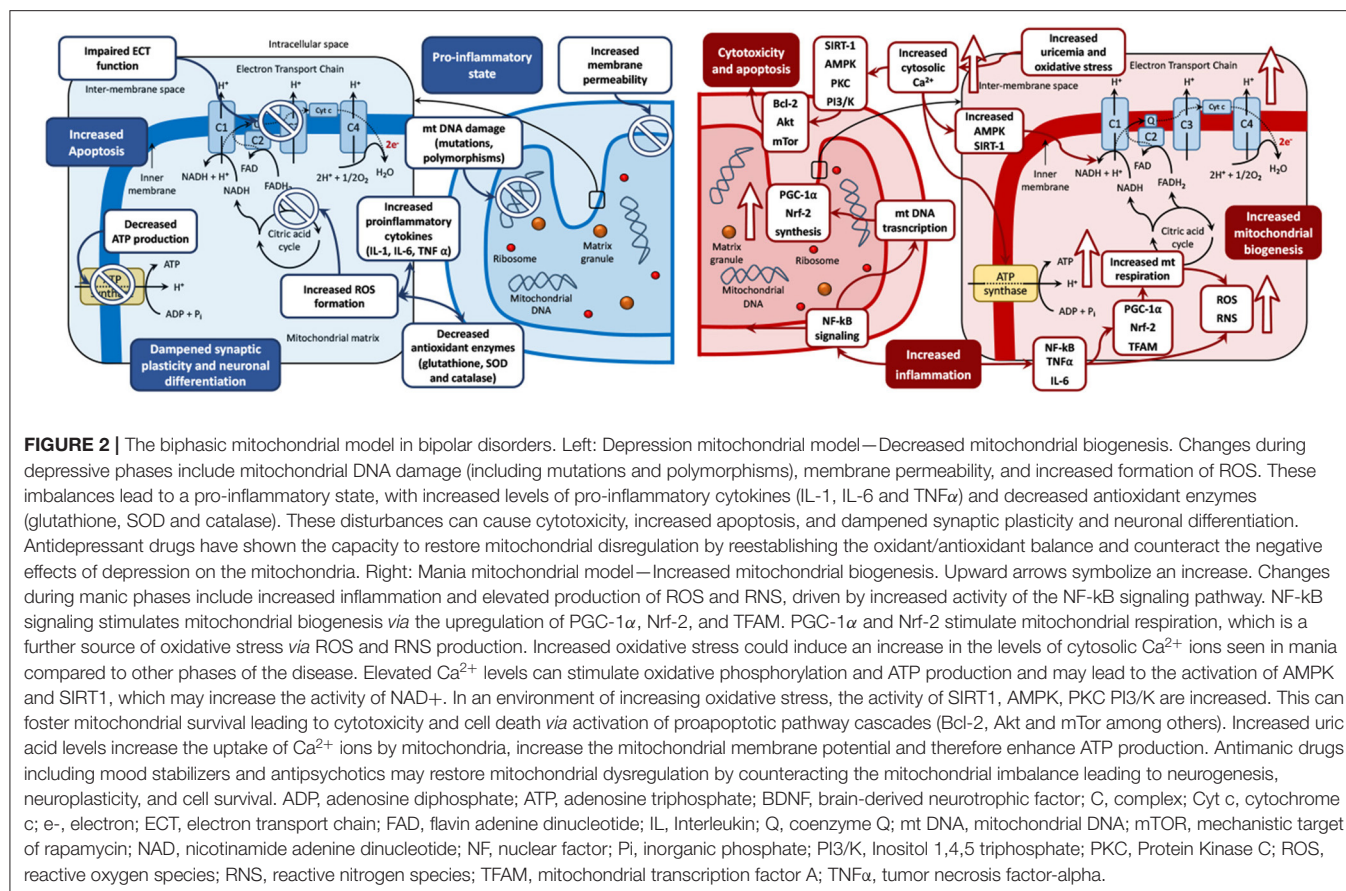 Impaired ECT
function
Intracellular space
Electron Transport Chain
Inter-membrane space
H⁺
H⁺
H⁺
Cyt c
C1
C2
C4
2e⁻
H₂O
2H⁺ + 1/2O₂
FAD
FADH₂
NADH + H⁺
NADH
Increased
Apoptosis
Inner
membrane
Decreased
ATP production
Citric acid
cycle
ATP
H⁺
synthase
ADP + Pᵢ
Increased ROS
formation
Mitochondrial matrix
Dampened synaptic
plasticity and neuronal
differentiation
Pro-inflammatory
state
Increased
membrane
permeability
mt DNA damage
(mutations,
polymorphisms)
Increased
proinflammatory
cytokines
(IL-1, IL-6, TNF α)
Decreased
antioxidant enzymes
(glutathione, SOD
and catalase)
Ribosome
Matrix
granule
Mitochondrial
DNA
Cytotoxicity
and apoptosis
SIRT-1
AMPK
PKC
PI3/K
Increased
cytosolic
Ca²⁺
Increased
uricemia and
oxidative stress
Bcl-2
Akt
mTor
Electron Transport Chain
Inter-membrane space
Increased
AMPK
SIRT-1
H⁺
H⁺
H⁺
Cyt c
C1
Q
C2
C3
C4
2e⁻
H₂O
2H⁺ + 1/2O₂
FAD
FADH₂
NADH + H⁺
NADH
Inner
membrane
PGC-1α
Nrf-2
synthesis
mt DNA
trasncription
Matrix
granule
Ribosome
Mitochondrial
DNA
NF-kB
signaling
Increased
inflammation
NF-kB
TNFα
IL-6
Citric acid
cycle
Increased
mitochondrial
biogenesis
ATP
H⁺
ATP
synthase
ADP + Pᵢ
Increased mt
respiration
PGC-1α
Nrf-2
TFAM
ROS
RNS
FIGURE 2 | The biphasic mitochondrial model in bipolar disorders. Left: Depression mitochondrial model—Decreased mitochondrial biogenesis. Changes during
depressive phases include mitochondrial DNA damage (including mutations and polymorphisms), membrane permeability, and increased formation of ROS. These
imbalances lead to a pro-inflammatory state, with increased levels of pro-inflammatory cytokines (IL-1, IL-6 and TNFα) and decreased antioxidant enzymes
(glutathione, SOD and catalase). These disturbances can cause cytotoxicity, increased apoptosis, and dampened synaptic plasticity and neuronal differentiation.
Antidepressant drugs have shown the capacity to restore mitochondrial disregulation by reestablishing the oxidant/antioxidant balance and counteract the negative
effects of depression on the mitochondria. Right: Mania mitochondrial model—Increased mitochondrial biogenesis. Upward arrows symbolize an increase. Changes
during manic phases include increased inflammation and elevated production of ROS and RNS, driven by increased activity of the NF-kB signaling pathway. NF-kB
signaling stimulates mitochondrial biogenesis via the upregulation of PGC-1α, Nrf-2, and TFAM. PGC-1α and Nrf-2 stimulate mitochondrial respiration, which is a
further source of oxidative stress via ROS and RNS production. Increased oxidative stress could induce an increase in the levels of cytosolic Ca²⁺ ions seen in mania
compared to other phases of the disease. Elevated Ca²⁺ levels can stimulate oxidative phosphorylation and ATP production and may lead to the activation of AMPK
and SIRT1, which may increase the activity of NAD+. In an environment of increasing oxidative stress, the activity of SIRT1, AMPK, PKC PI3/K are increased. This can
foster mitochondrial survival leading to cytotoxicity and cell death via activation of proapoptotic pathway cascades (Bcl-2, Akt and mTor among others). Increased uric
acid levels increase the uptake of Ca²⁺ ions by mitochondria, increase the mitochondrial membrane potential and therefore enhance ATP production. Antimanic drugs
including mood stabilizers and antipsychotics may restore mitochondrial dysregulation by counteracting the mitochondrial imbalance leading to neurogenesis,
neuroplasticity, and cell survival. ADP, adenosine diphosphate; ATP, adenosine triphosphate; BDNF, brain-derived neurotrophic factor; C, complex; Cyt c, cytochrome
c; e-, electron; ECT, electron transport chain; FAD, flavin adenine dinucleotide; IL, Interleukin; Q, coenzyme Q; mt DNA, mitochondrial DNA; mTOR, mechanistic target
of rapamycin; NAD, nicotinamide adenine dinucleotide; NF, nuclear factor; Pi, inorganic phosphate; PI3/K, Inositol 1,4,5 triphosphate; PKC, Protein Kinase C; ROS,
reactive oxygen species; RNS, reactive nitrogen species; TFAM, mitochondrial transcription factor A; TNFα, tumor necrosis factor-alpha.